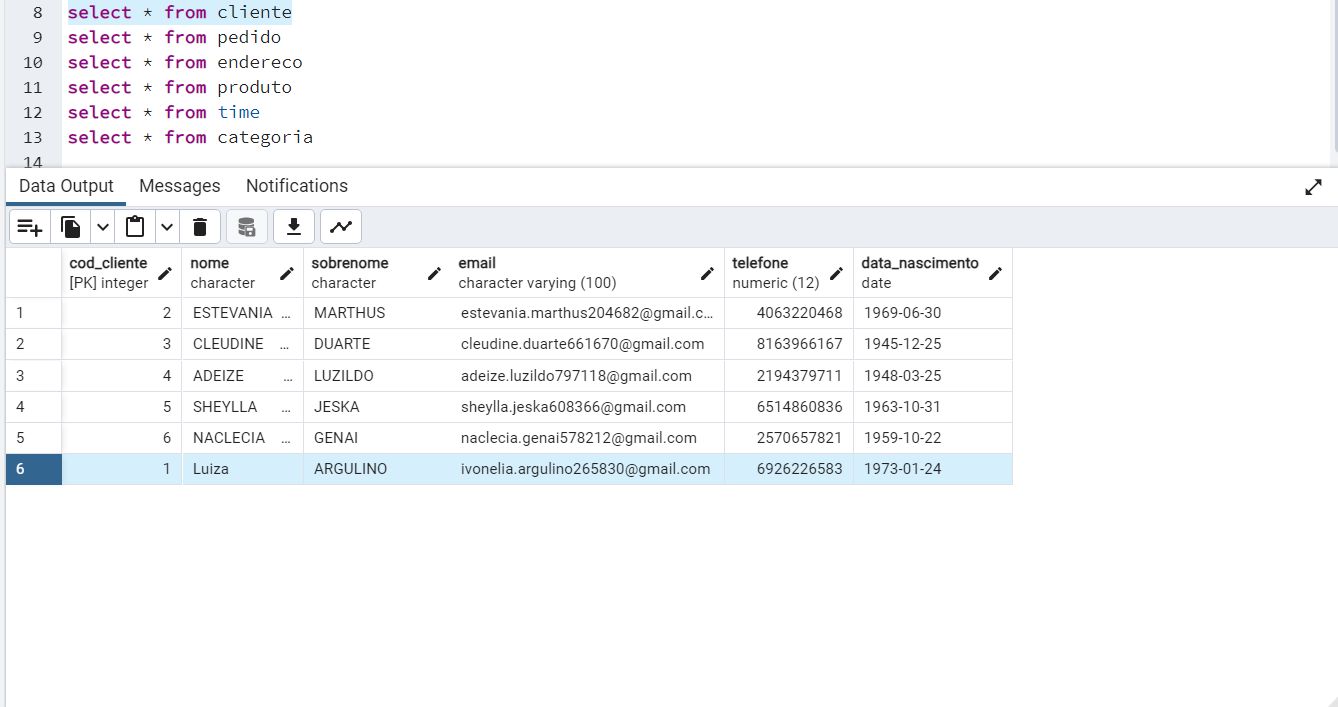 8 select * from cliente
9 select * from pedido
10 select * from endereco
11 select * from produto
12 select * from time
13 select * from categoria
14
Data Output Messages Notifications
cod_cliente nome sobrenome email telefone data_nascimento
[PK] integer character character character varying (100) numeric (12) date
1 2 ESTEVANIA ... MARTHUS estevania.marthus204682@gmail.c... 4063220468 1969-06-30
2 3 CLEUDINE ... DUARTE cleudine.duarte661670@gmail.com 8163966167 1945-12-25
3 4 ADEIZE ... LUZILDO adeize.luzildo797118@gmail.com 2194379711 1948-03-25
4 5 SHEYLLA ... JESKA sheylla.jeska608366@gmail.com 6514860836 1963-10-31
5 6 NACLECIA ... GENAI naclecia.genai578212@gmail.com 2570657821 1959-10-22
6 1 Luiza ARGULINO ivonelia.argulino265830@gmail.com 6926226583 1973-01-24